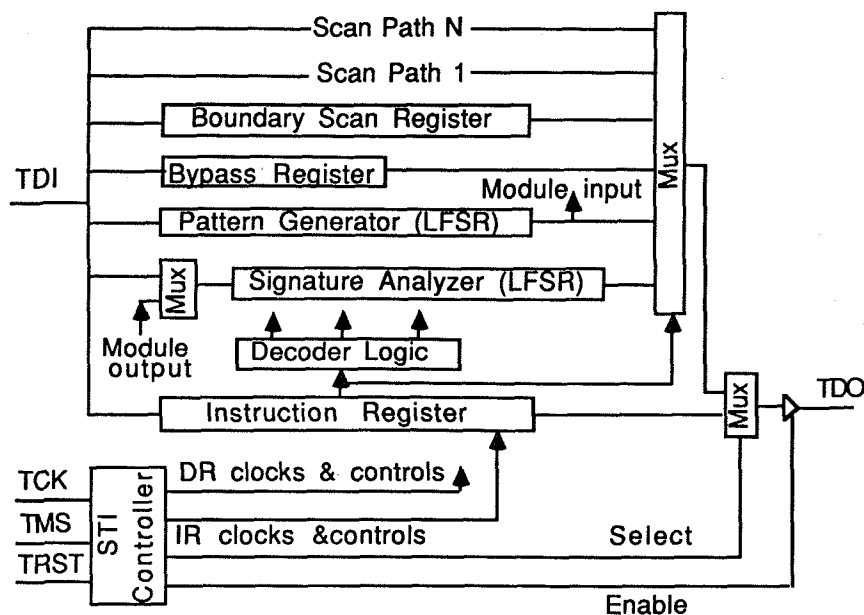 Scan Path N
Scan Path 1
Boundary Scan Register
TDI
Bypass Register
Module input
Mux
Pattern Generator (LFSR)
Mux
Signature Analyzer (LFSR)
Module
output
Decoder Logic
Instruction Register
Mux
TDO
TCK
TMS
TRST
STI
Controller
DR clocks & controls
IR clocks &controls
Select
Enable